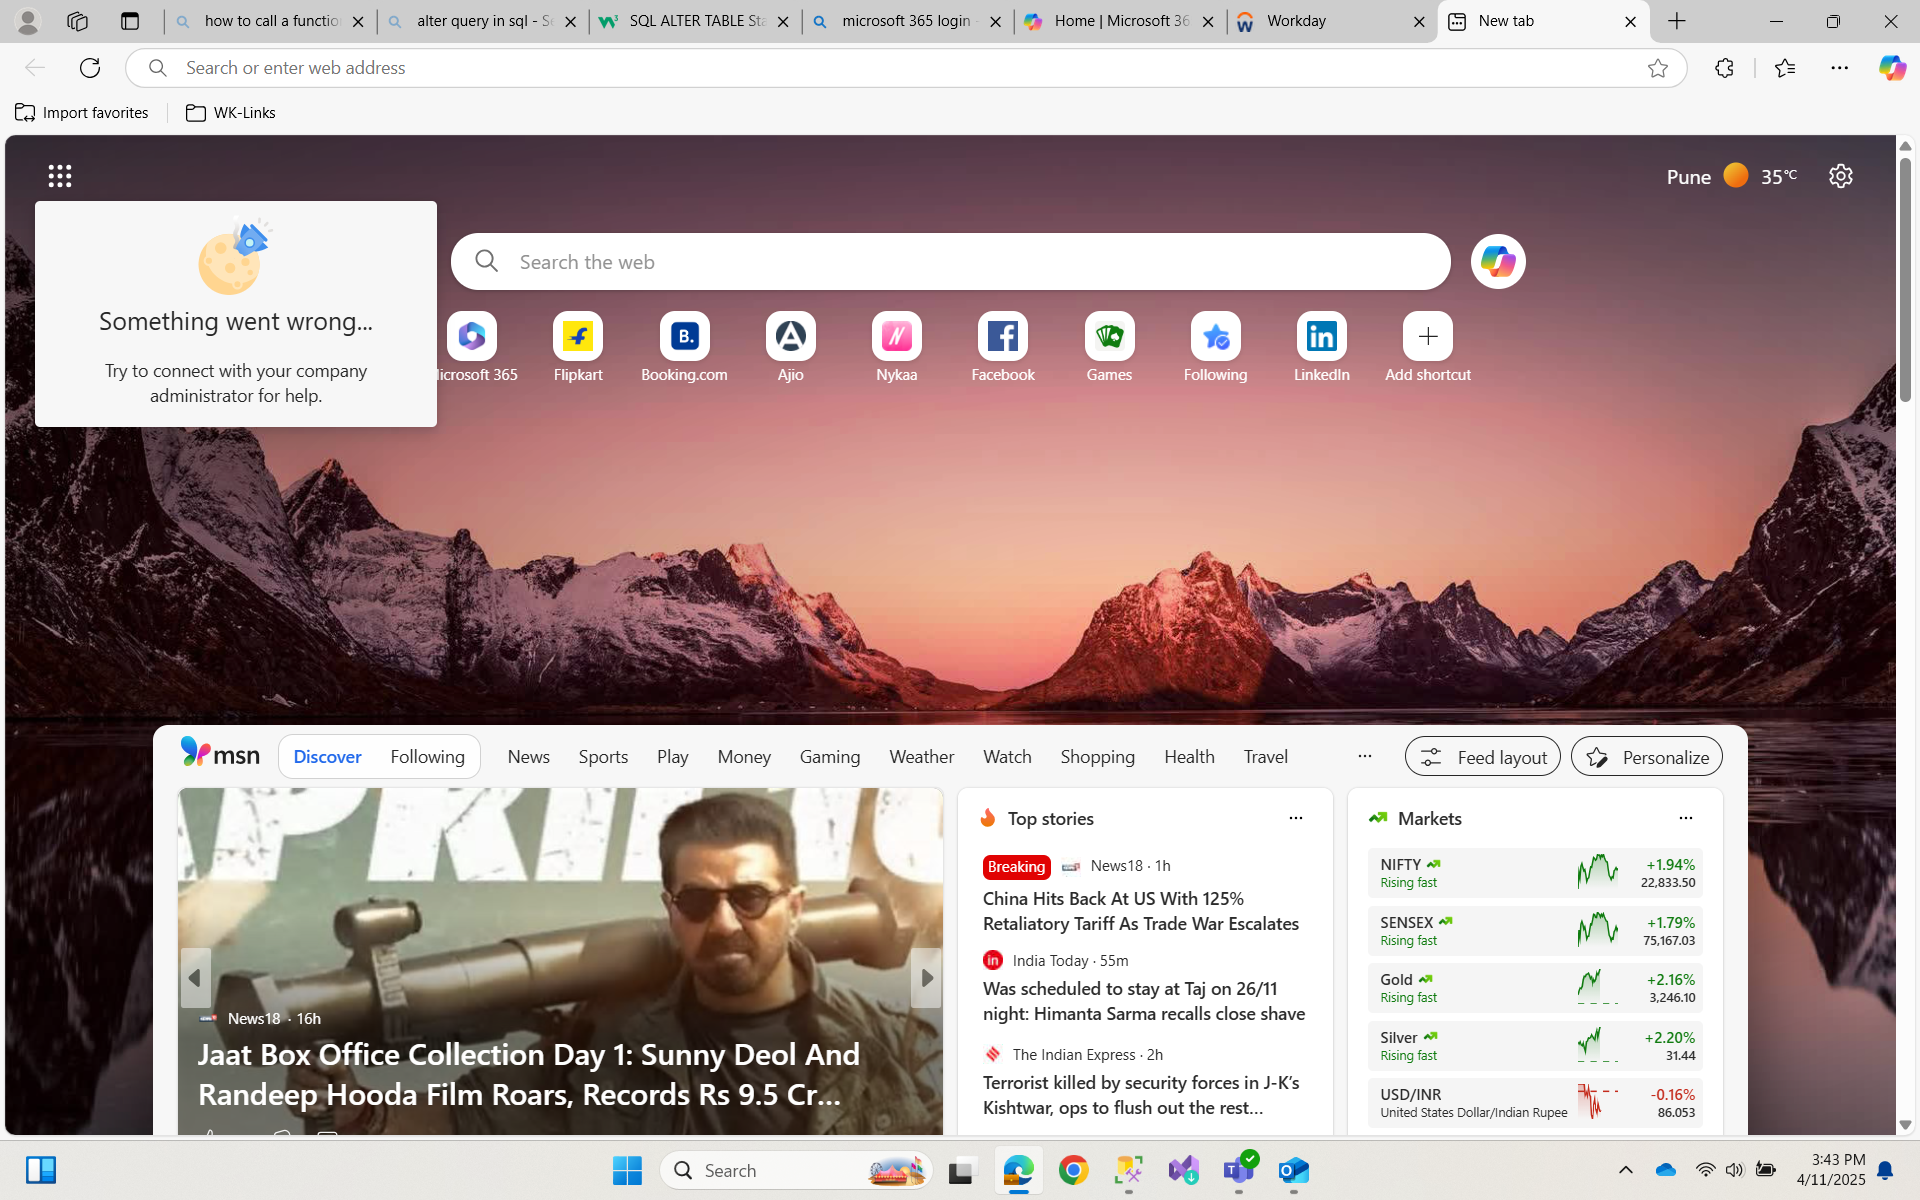 how to call a functio
alter query in sql - Se
SQL ALTER TABLE Sta
microsoft 365 login -
Home | Microsoft 36
Workday
New tab
Search or enter web address
Import favorites
WK-Links
Pune 35°C
Something went wrong...
Try to connect with your company
administrator for help.
Search the web
icrosoft 365
Flipkart
Booking.com
Ajio
Nykaa
Facebook
Games
Following
LinkedIn
Add shortcut
msn
Discover
Following
News
Sports
Play
Money
Gaming
Weather
Watch
Shopping
Health
Travel
Feed layout
Personalize
News18 · 16h
Jaat Box Office Collection Day 1: Sunny Deol And
Randeep Hooda Film Roars, Records Rs 9.5 Cr...
Top stories
Breaking News18 · 1h
China Hits Back At US With 125%
Retaliatory Tariff As Trade War Escalates
India Today · 55m
Was scheduled to stay at Taj on 26/11
night: Himanta Sarma recalls close shave
The Indian Express · 2h
Terrorist killed by security forces in J-K’s
Kishtwar, ops to flush out the rest...
Markets
NIFTY +1.94%
Rising fast 22,833.50
SENSEX +1.79%
Rising fast 75,167.03
Gold +2.16%
Rising fast 3,246.10
Silver +2.20%
Rising fast 31.44
USD/INR -0.16%
United States Dollar/Indian Rupee 86.053
Search
3:43 PM
4/11/2025